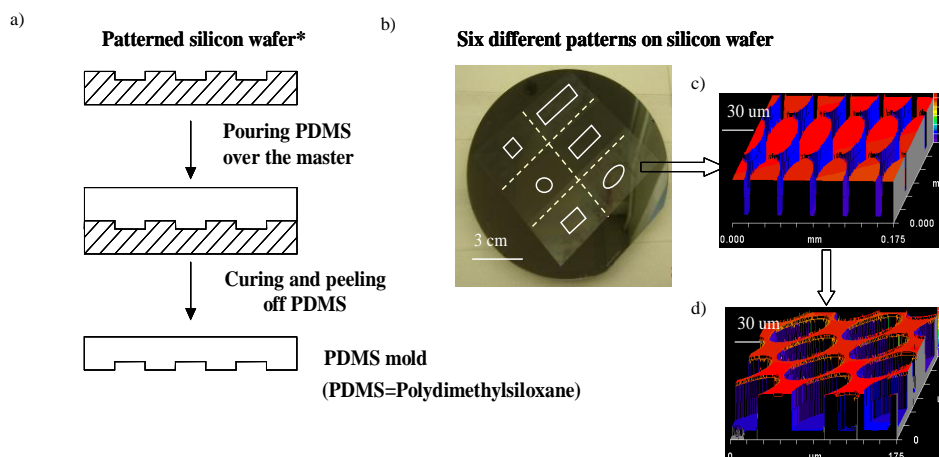 a)
Patterned silicon wafer*
Pouring PDMS
over the master
Curing and peeling
off PDMS
PDMS mold
(PDMS=Polydimethylsiloxane)
b)
Six different patterns on silicon wafer
3 cm
c)
30 um
0.000
mm
0.175
0.000
d)
30 um
0
um
175
0